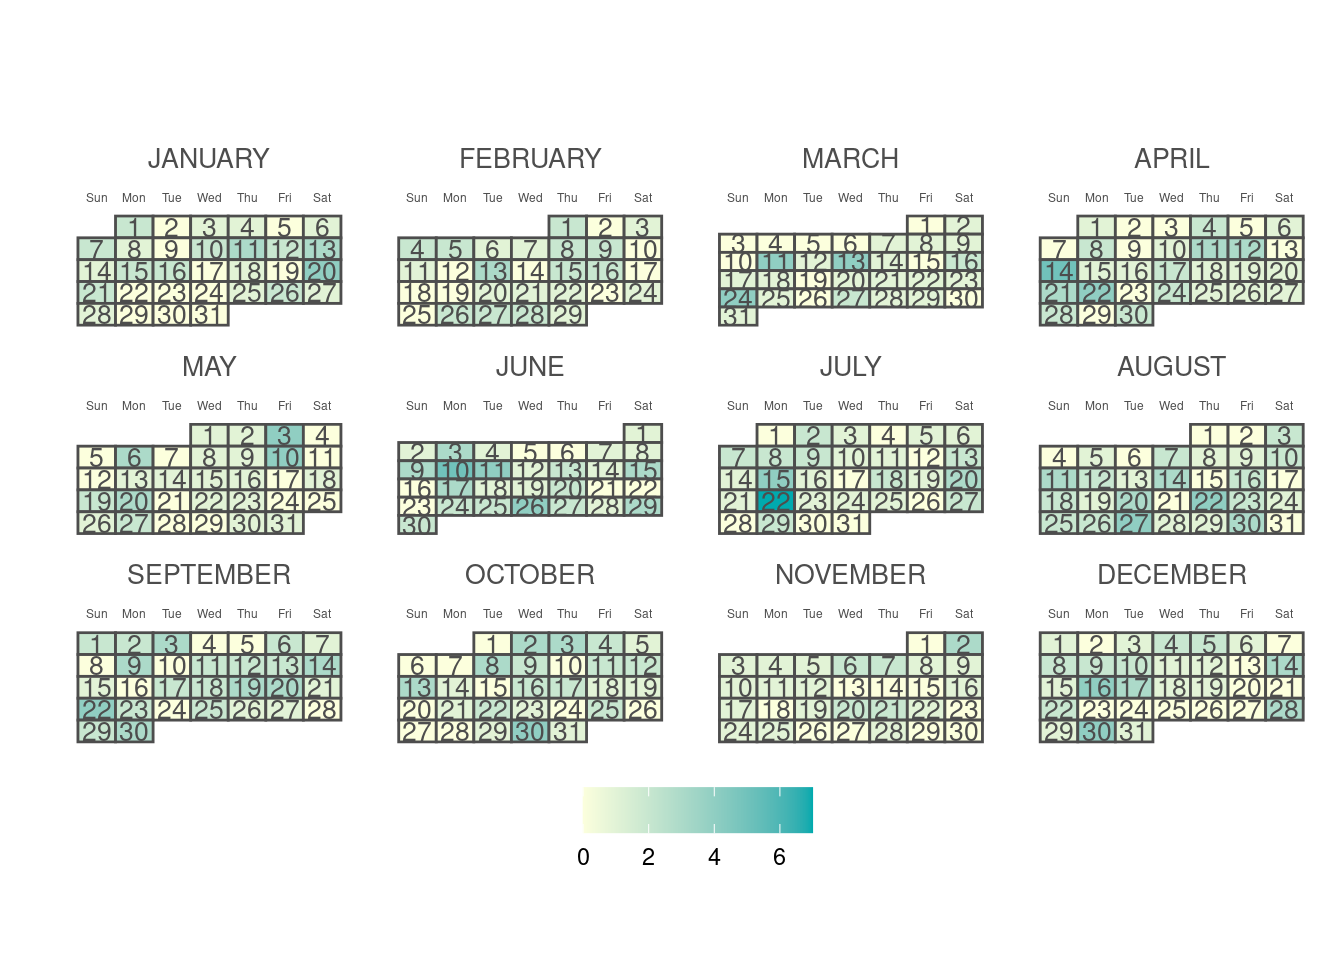 JANUARY FEBRUARY MARCH APRIL
Sun Mon Tue Wed Thu Fri Sat Sun Mon Tue Wed Thu Fri Sat Sun Mon Tue Wed Thu Fri Sat Sun Mon Tue Wed Thu Fri Sat
1 2 3 4 5 6 1 2 3 1 2 1 2 3 4 5 6
7 8 9 10 11 12 13 4 5 6 7 8 9 10 3 4 5 6 7 8 9 7 8 9 10 11 12 13
14 15 16 17 18 19 20 11 12 13 14 15 16 17 10 11 12 13 14 15 16 14 15 16 17 18 19 20
21 22 23 24 25 26 27 18 19 20 21 22 23 24 17 18 19 20 21 22 23 21 22 23 24 25 26 27
28 29 30 31 25 26 27 28 29 24 25 26 27 28 29 30 28 29 30
31
MAY JUNE JULY AUGUST
Sun Mon Tue Wed Thu Fri Sat Sun Mon Tue Wed Thu Fri Sat Sun Mon Tue Wed Thu Fri Sat Sun Mon Tue Wed Thu Fri Sat
1 2 3 4 1 1 2 3 4 5 6 1 2 3
5 6 7 8 9 10 11 2 3 4 5 6 7 8 7 8 9 10 11 12 13 4 5 6 7 8 9 10
12 13 14 15 16 17 18 9 10 11 12 13 14 15 14 15 16 17 18 19 20 11 12 13 14 15 16 17
19 20 21 22 23 24 25 16 17 18 19 20 21 22 21 22 23 24 25 26 27 18 19 20 21 22 23 24
26 27 28 29 30 31 23 24 25 26 27 28 29 28 29 30 31 25 26 27 28 29 30 31
30
SEPTEMBER OCTOBER NOVEMBER DECEMBER
Sun Mon Tue Wed Thu Fri Sat Sun Mon Tue Wed Thu Fri Sat Sun Mon Tue Wed Thu Fri Sat Sun Mon Tue Wed Thu Fri Sat
1 2 3 4 5 6 7 1 2 3 4 5 1 2 1 2 3 4 5 6 7
8 9 10 11 12 13 14 6 7 8 9 10 11 12 3 4 5 6 7 8 9 8 9 10 11 12 13 14
15 16 17 18 19 20 21 13 14 15 16 17 18 19 10 11 12 13 14 15 16 15 16 17 18 19 20 21
22 23 24 25 26 27 28 20 21 22 23 24 25 26 17 18 19 20 21 22 23 22 23 24 25 26 27 28
29 30 27 28 29 30 31 24 25 26 27 28 29 30 29 30 31
0 2 4 6